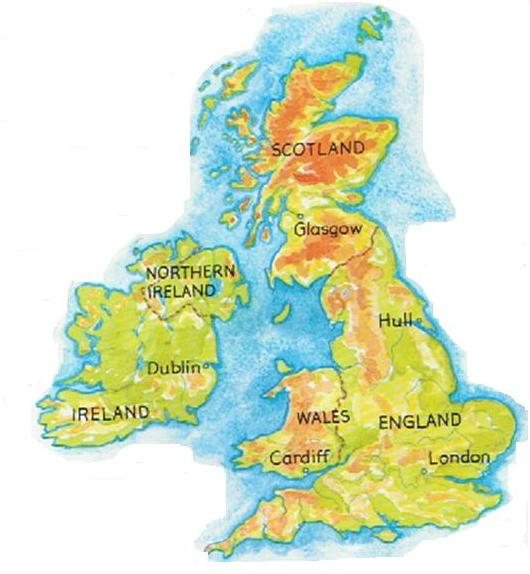 SCOTLAND
Glasgow
NORTHERN
IRELAND
Hull
Dublin
IRELAND
WALES
ENGLAND
Cardiff
London